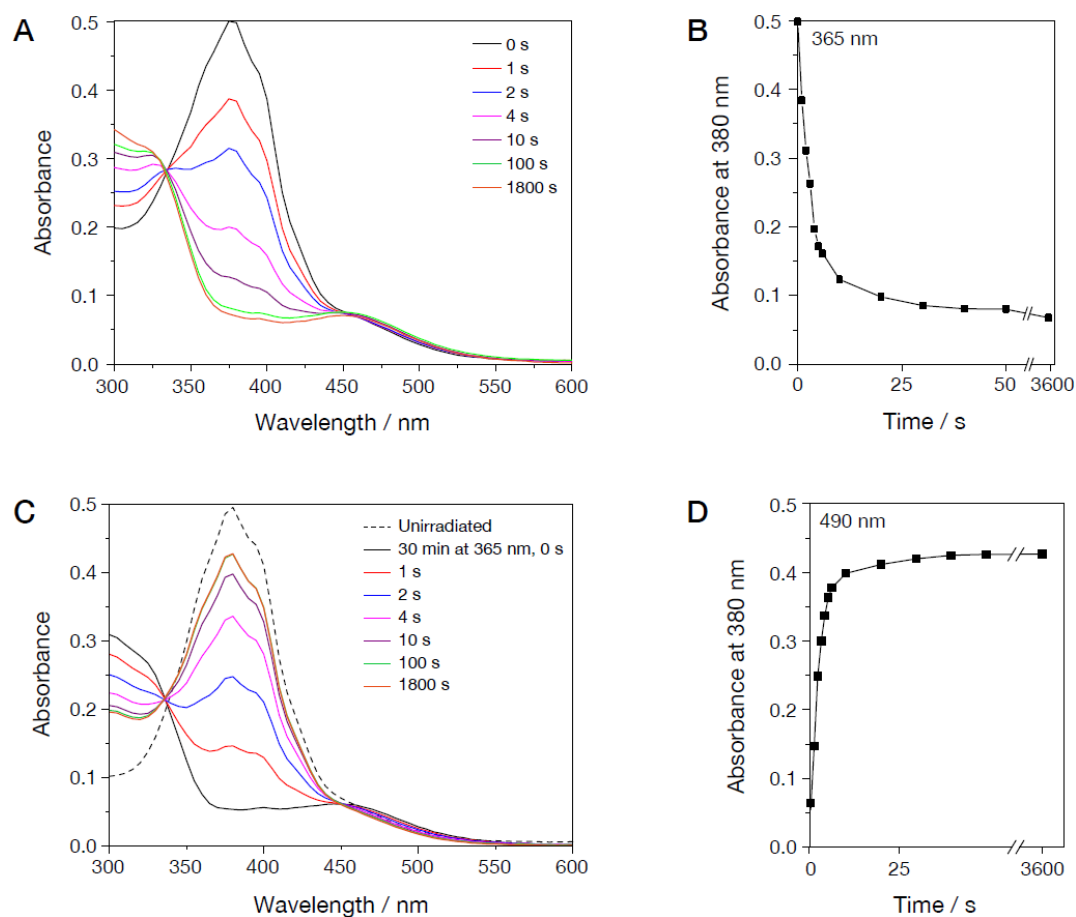 A
0.5
0.4
0.3
0.2
0.1
0.0
Absorbance
300 350 400 450 500 550 600
Wavelength / nm
0 s
1 s
2 s
4 s
10 s
100 s
1800 s
B
365 nm
0.5
0.4
0.3
0.2
0.1
0.0
Absorbance at 380 nm
0 25 50 3600
Time / s
C
0.5
0.4
0.3
0.2
0.1
0.0
Absorbance
300 350 400 450 500 550 600
Wavelength / nm
Unirradiated
30 min at 365 nm, 0 s
1 s
2 s
4 s
10 s
100 s
1800 s
D
490 nm
0.5
0.4
0.3
0.2
0.1
0.0
Absorbance at 380 nm
0 25 3600
Time / s